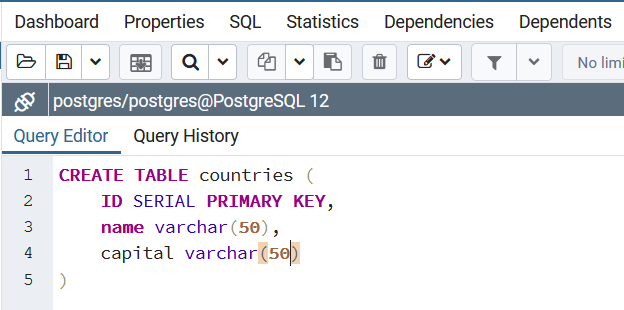 Dashboard Properties SQL Statistics Dependencies Dependents
No limi
postgres/postgres@PostgreSQL 12
Query Editor Query History
1 CREATE TABLE countries (
2 ID SERIAL PRIMARY KEY,
3 name varchar(50),
4 capital varchar(50)
5 )